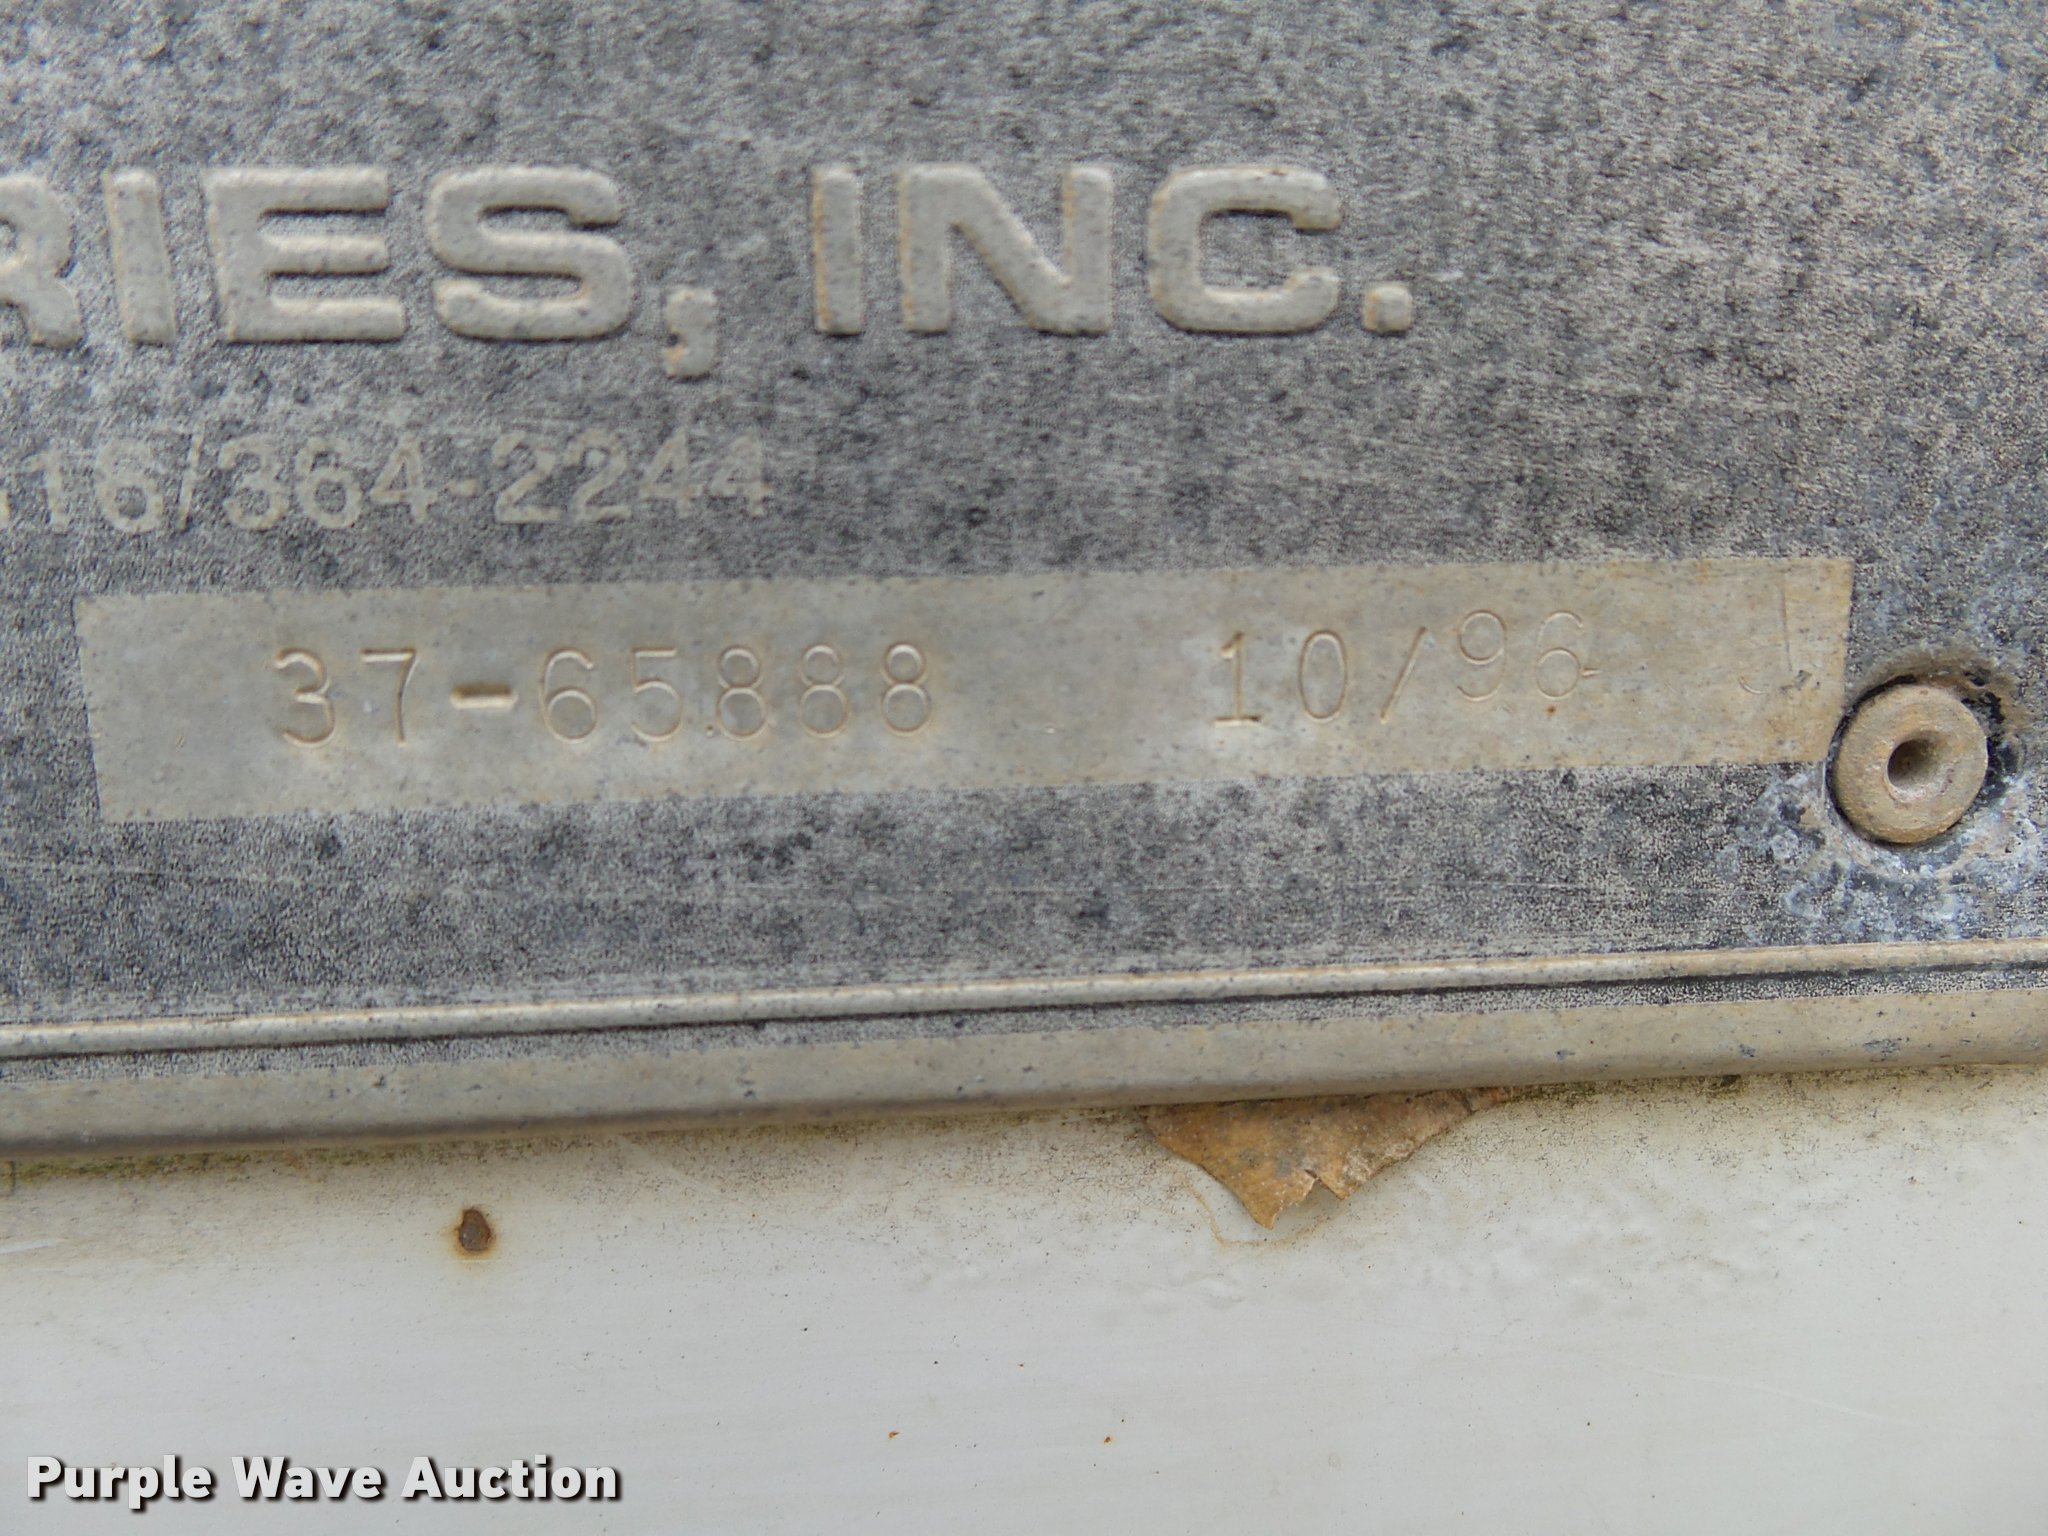 RIES, INC.
16/364-2244
37-65888 10/96
Purple Wave Auction